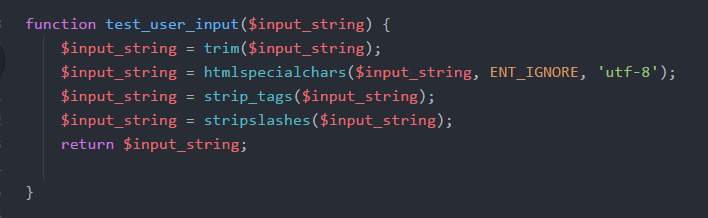 function test_user_input($input_string) {
    $input_string = trim($input_string);
    $input_string = htmlspecialchars($input_string, ENT_IGNORE, 'utf-8');
    $input_string = strip_tags($input_string);
    $input_string = stripslashes($input_string);
    return $input_string;
}